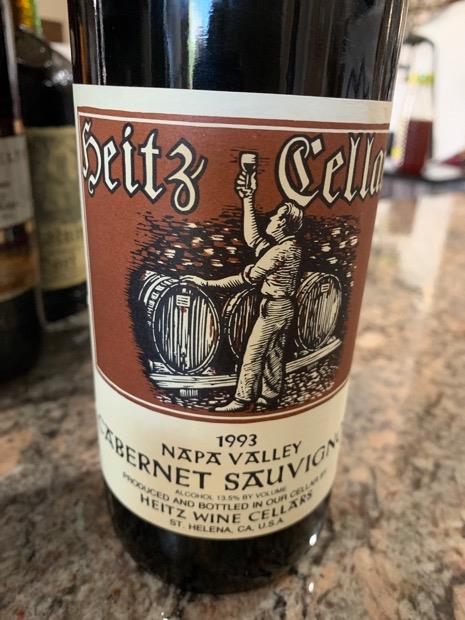 Heitz Cella
1993
NAPA VALLEY
CABERNET SAUVIGN
ALCOHOL 13.5% BY VOLUME
PRODUCED AND BOTTLED IN OUR CELLAR BY
HEITZ WINE CELLARS
ST. HELENA, CA, U.S.A.